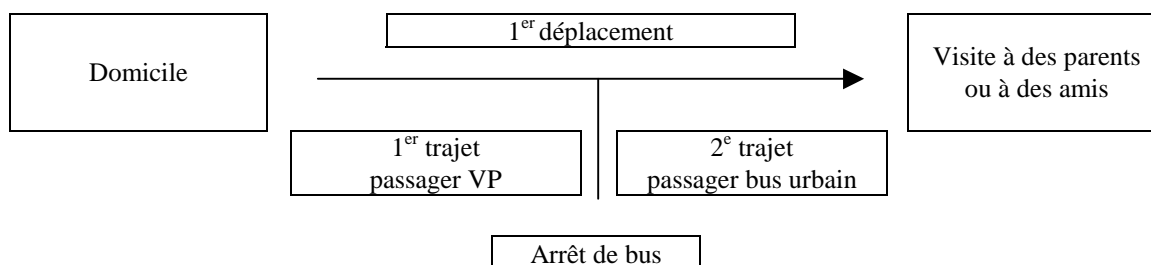 1er déplacement
Domicile
Visite à des parents
ou à des amis
1er trajet
passager VP
2e trajet
passager bus urbain
Arrêt de bus